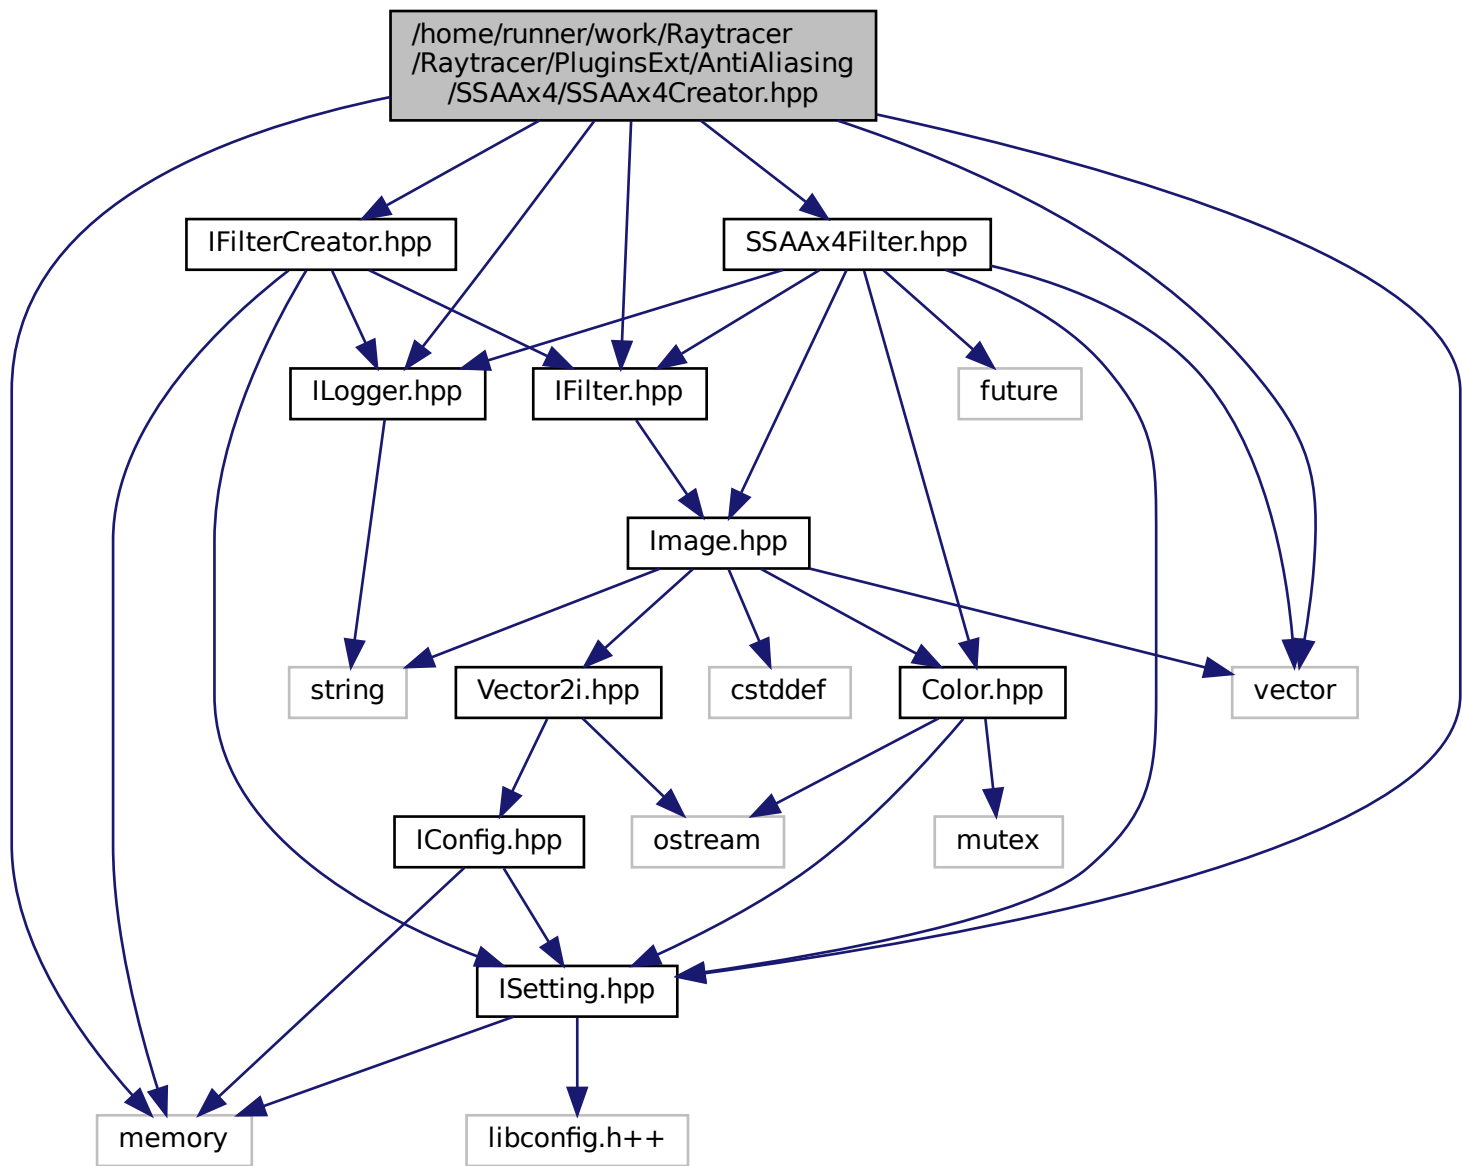 /home/runner/work/Raytracer
/Raytracer/PluginsExt/AntiAliasing
/SSAAx4/SSAAx4Creator.hpp
IFilterCreator.hpp
SSAAx4Filter.hpp
ILogger.hpp
IFilter.hpp
future
Image.hpp
string
Vector2i.hpp
cstddef
Color.hpp
vector
IConfig.hpp
ostream
mutex
ISetting.hpp
memory
libconfig.h++